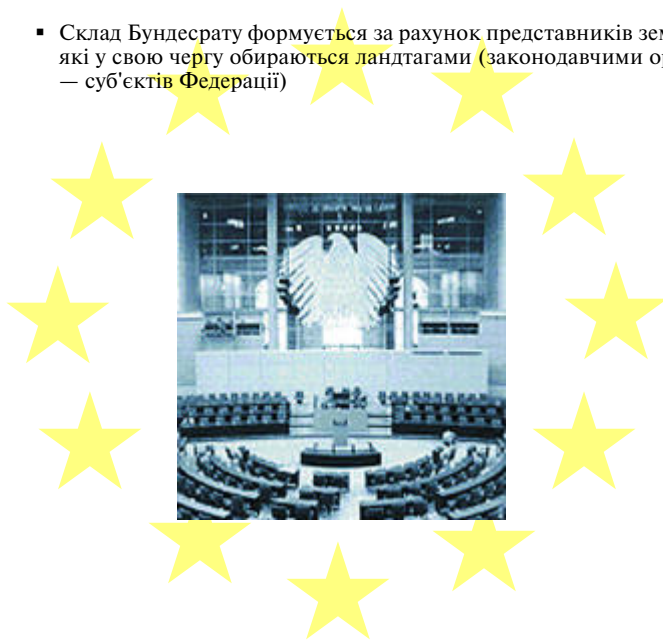 ▪ Склад Бундесрату формується за рахунок представників зем
які у свою чергу обираються ландтагами (законодавчими ор
— суб'єктів Федерації)